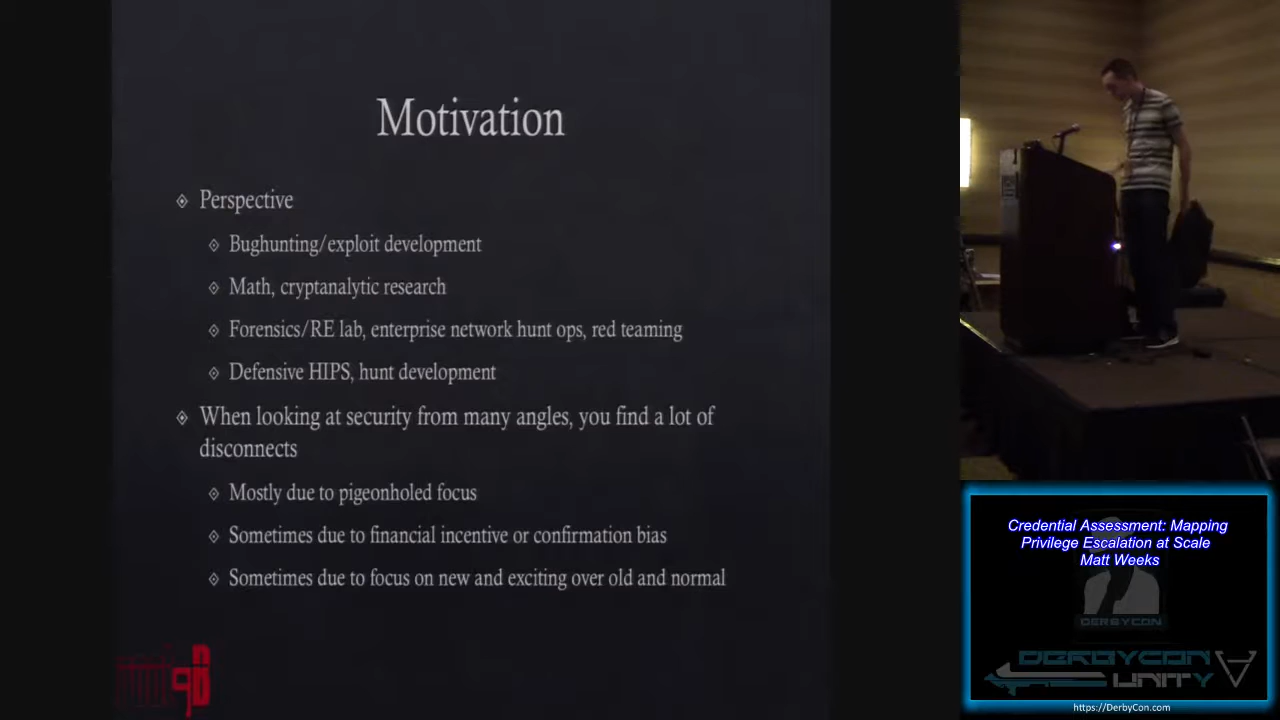 Motivation
Perspective
Bughunting/exploit development
Math, cryptanalytic research
Forensics/RE lab, enterprise network hunt ops, red teaming
Defensive HIPS, hunt development
When looking at security from many angles, you find a lot of
disconnects
Mostly due to pigeonholed focus
Sometimes due to financial incentive or confirmation bias
Sometimes due to focus on new and exciting over old and normal
Credential Assessment: Mapping
Privilege Escalation at Scale
Matt Weeks
DERBYCON
DERBYCON
UNITY
https://DerbyCon.com